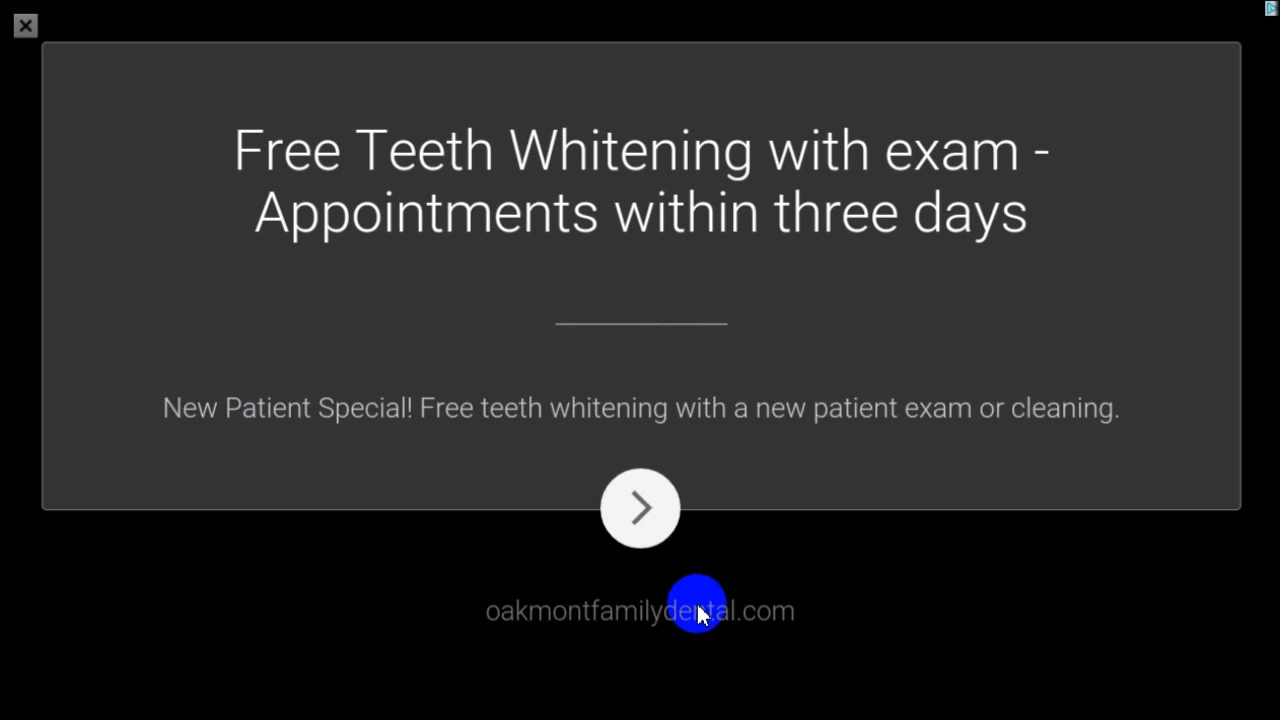 Free Teeth Whitening with exam -
Appointments within three days
New Patient Special! Free teeth whitening with a new patient exam or cleaning.
oakmontfamilydental.com